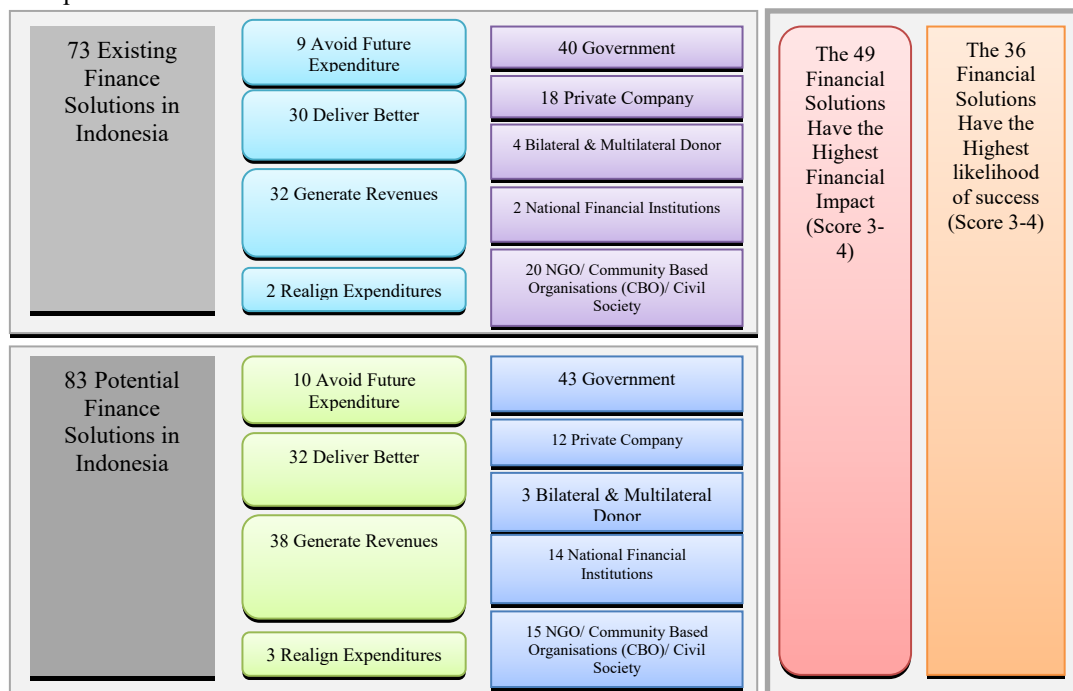 73 Existing
Finance
Solutions in
Indonesia
9 Avoid Future
Expenditure
30 Deliver Better
32 Generate Revenues
2 Realign Expenditures
40 Government
18 Private Company
4 Bilateral & Multilateral Donor
2 National Financial Institutions
20 NGO/ Community Based
Organisations (CBO)/ Civil
Society
83 Potential
Finance
Solutions in
Indonesia
10 Avoid Future
Expenditure
32 Deliver Better
38 Generate Revenues
3 Realign Expenditures
43 Government
12 Private Company
3 Bilateral & Multilateral
Donor
14 National Financial
Institutions
15 NGO/ Community Based
Organisations (CBO)/ Civil
Society
The 49
Financial
Solutions
Have the
Highest
Financial
Impact
(Score 3-
4)
The 36
Financial
Solutions
Have the
Highest
likelihood
of success
(Score 3-4)